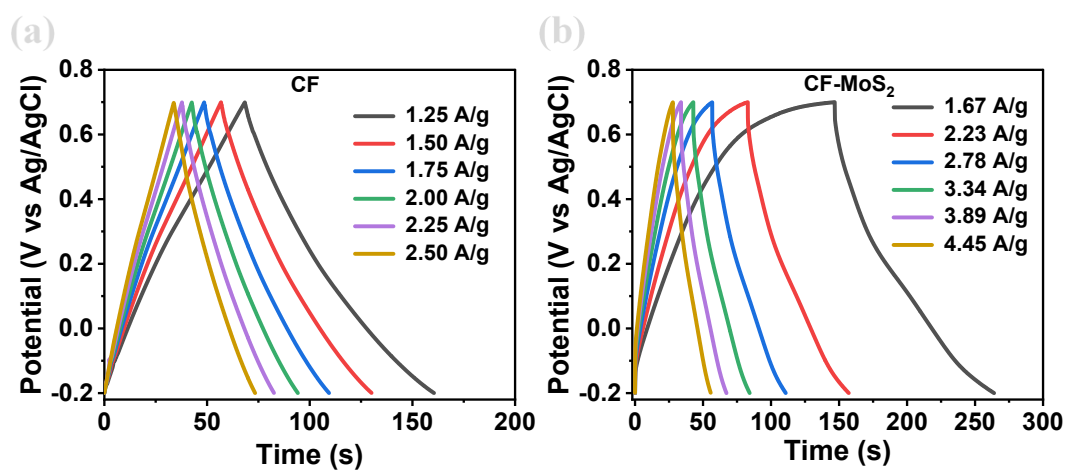 (a)
CF
1.25 A/g
1.50 A/g
1.75 A/g
2.00 A/g
2.25 A/g
2.50 A/g
Potential (V vs Ag/AgCl)
0.8
0.6
0.4
0.2
0.0
-0.2
0 50 100 150 200
Time (s)
(b)
CF-MoS₂
1.67 A/g
2.23 A/g
2.78 A/g
3.34 A/g
3.89 A/g
4.45 A/g
Potential (V vs Ag/AgCl)
0.8
0.6
0.4
0.2
0.0
-0.2
0 50 100 150 200 250 300
Time (s)